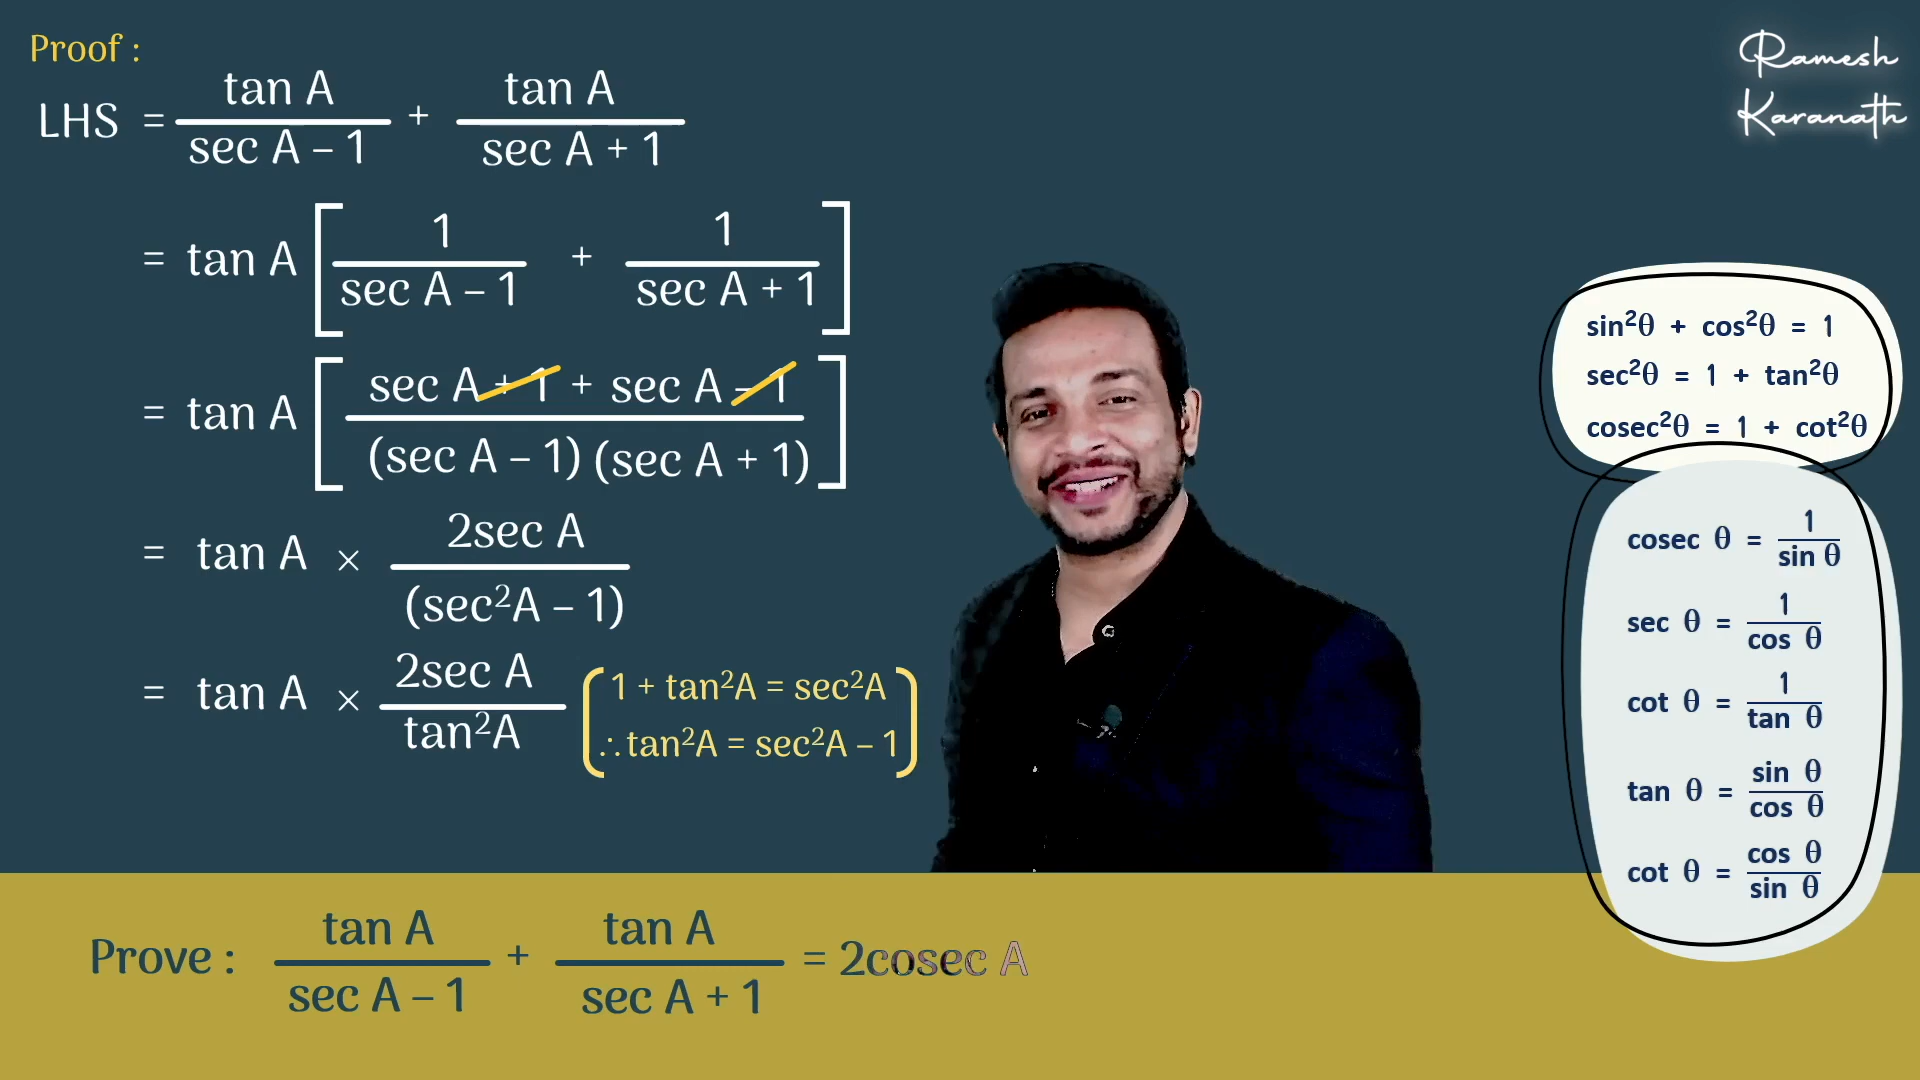 Proof :
LHS = tan A / sec A – 1 + tan A / sec A + 1
= tan A [ 1 / sec A – 1 + 1 / sec A + 1 ]
= tan A [ sec A + 1 + sec A – 1 / (sec A – 1) (sec A + 1) ]
= tan A × 2sec A / (sec²A – 1)
= tan A × 2sec A / tan²A
( 1 + tan²A = sec²A
∴ tan²A = sec²A – 1 )
Ramesh
Karanath
sin²θ + cos²θ = 1
sec²θ = 1 + tan²θ
cosec²θ = 1 + cot²θ
cosec θ = 1 / sin θ
sec θ = 1 / cos θ
cot θ = 1 / tan θ
tan θ = sin θ / cos θ
cot θ = cos θ / sin θ
Prove : tan A / sec A – 1 + tan A / sec A + 1 = 2cosec A